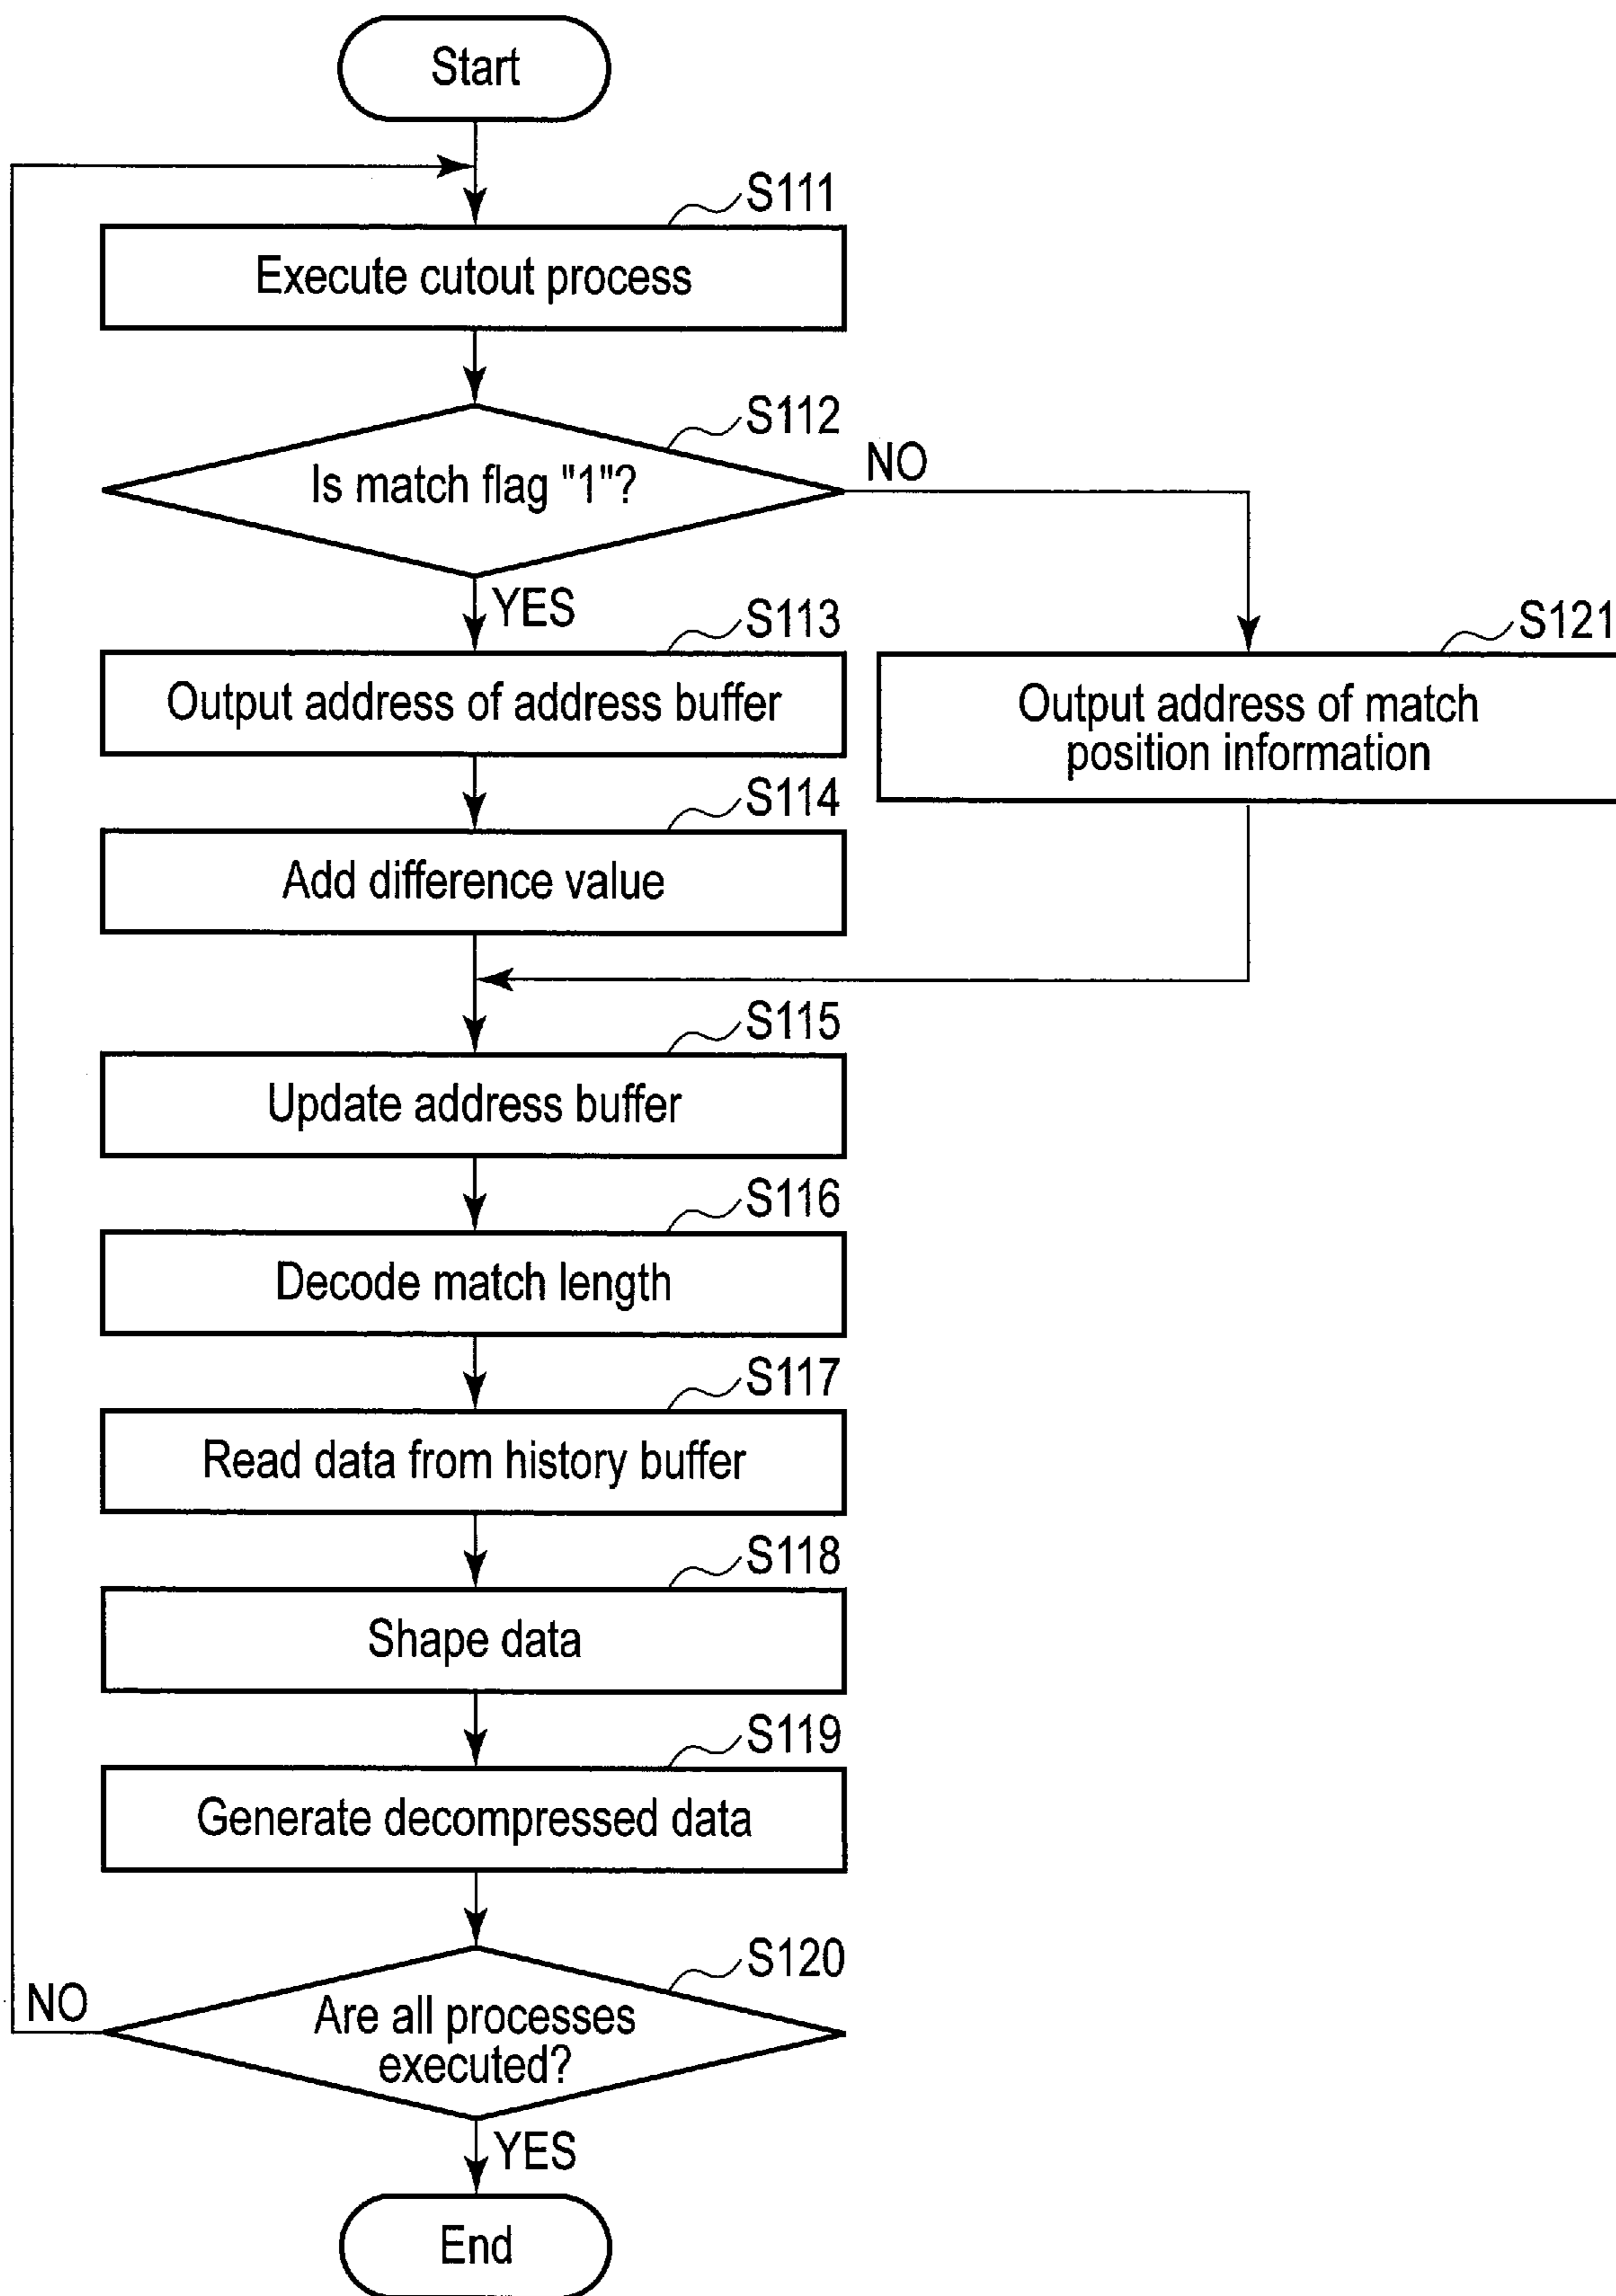 Start
S111
Execute cutout process
S112
Is match flag "1"?
NO
YES
S113
Output address of address buffer
S121
Output address of match
position information
S114
Add difference value
S115
Update address buffer
S116
Decode match length
S117
Read data from history buffer
S118
Shape data
S119
Generate decompressed data
S120
Are all processes
executed?
NO
YES
End